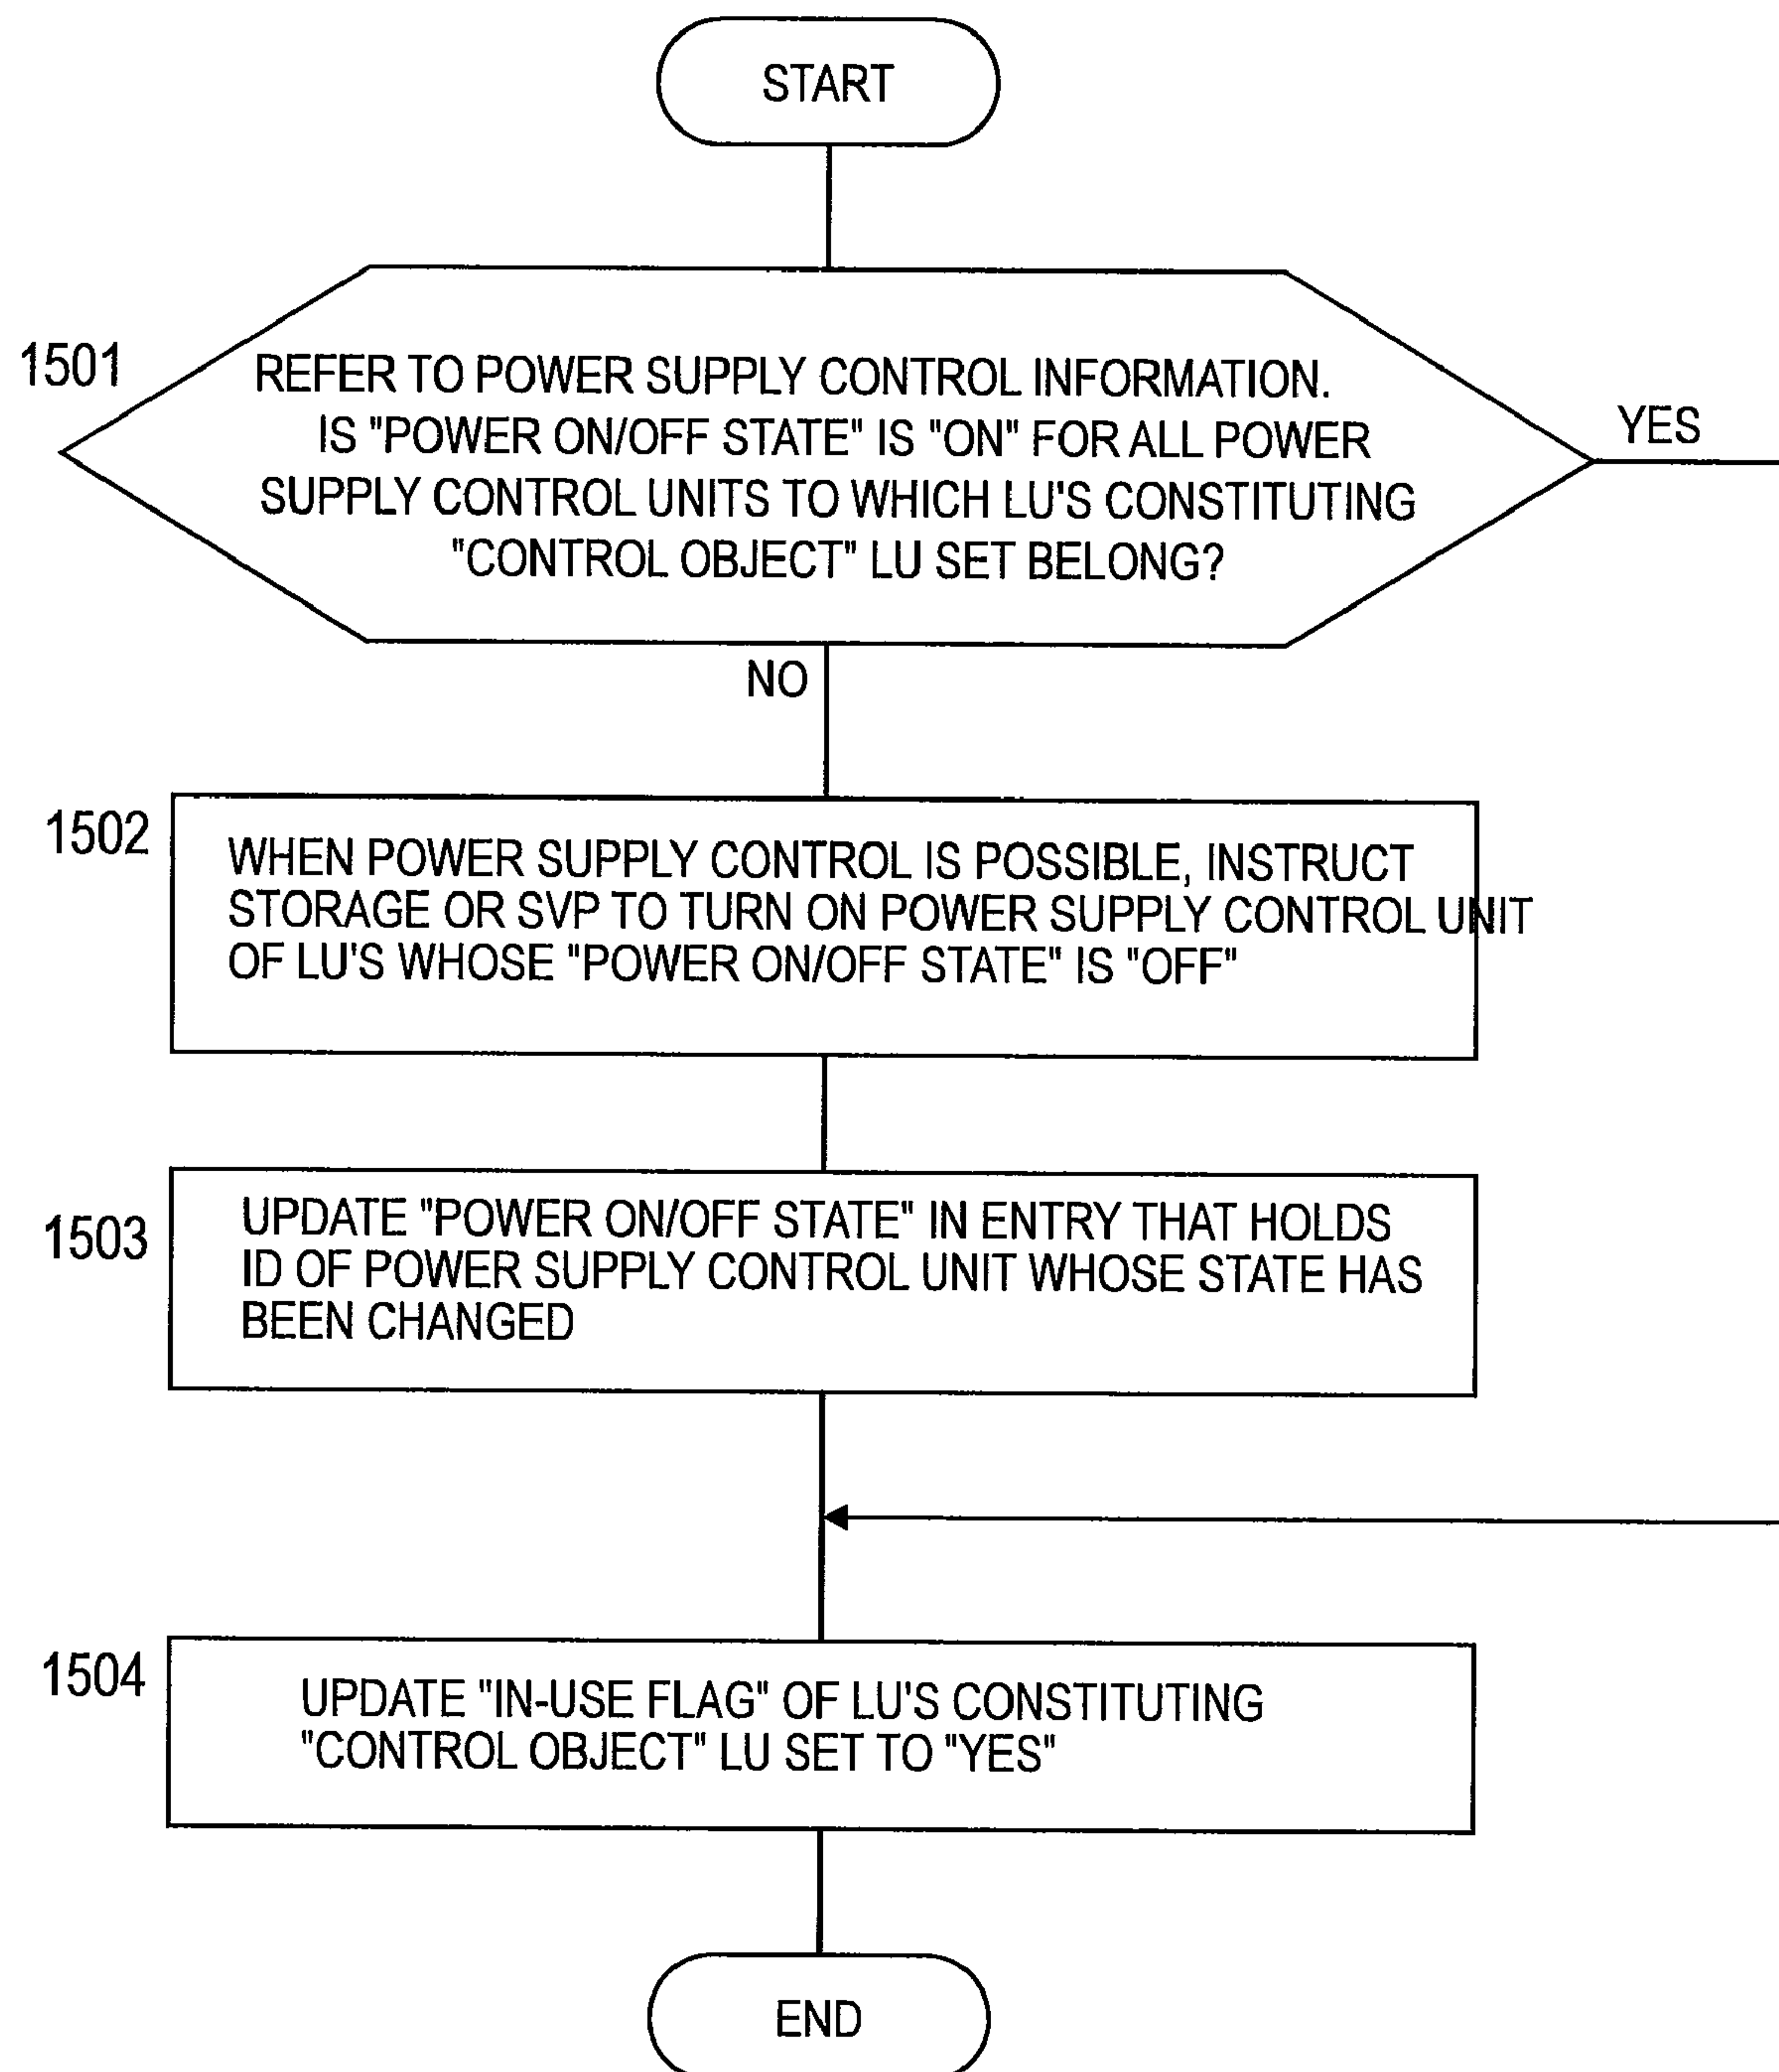 START
1501
REFER TO POWER SUPPLY CONTROL INFORMATION.
IS "POWER ON/OFF STATE" IS "ON" FOR ALL POWER
SUPPLY CONTROL UNITS TO WHICH LU'S CONSTITUTING
"CONTROL OBJECT" LU SET BELONG?
YES
NO
1502
WHEN POWER SUPPLY CONTROL IS POSSIBLE, INSTRUCT
STORAGE OR SVP TO TURN ON POWER SUPPLY CONTROL UNIT
OF LU'S WHOSE "POWER ON/OFF STATE" IS "OFF"
1503
UPDATE "POWER ON/OFF STATE" IN ENTRY THAT HOLDS
ID OF POWER SUPPLY CONTROL UNIT WHOSE STATE HAS
BEEN CHANGED
1504
UPDATE "IN-USE FLAG" OF LU'S CONSTITUTING
"CONTROL OBJECT" LU SET TO "YES"
END